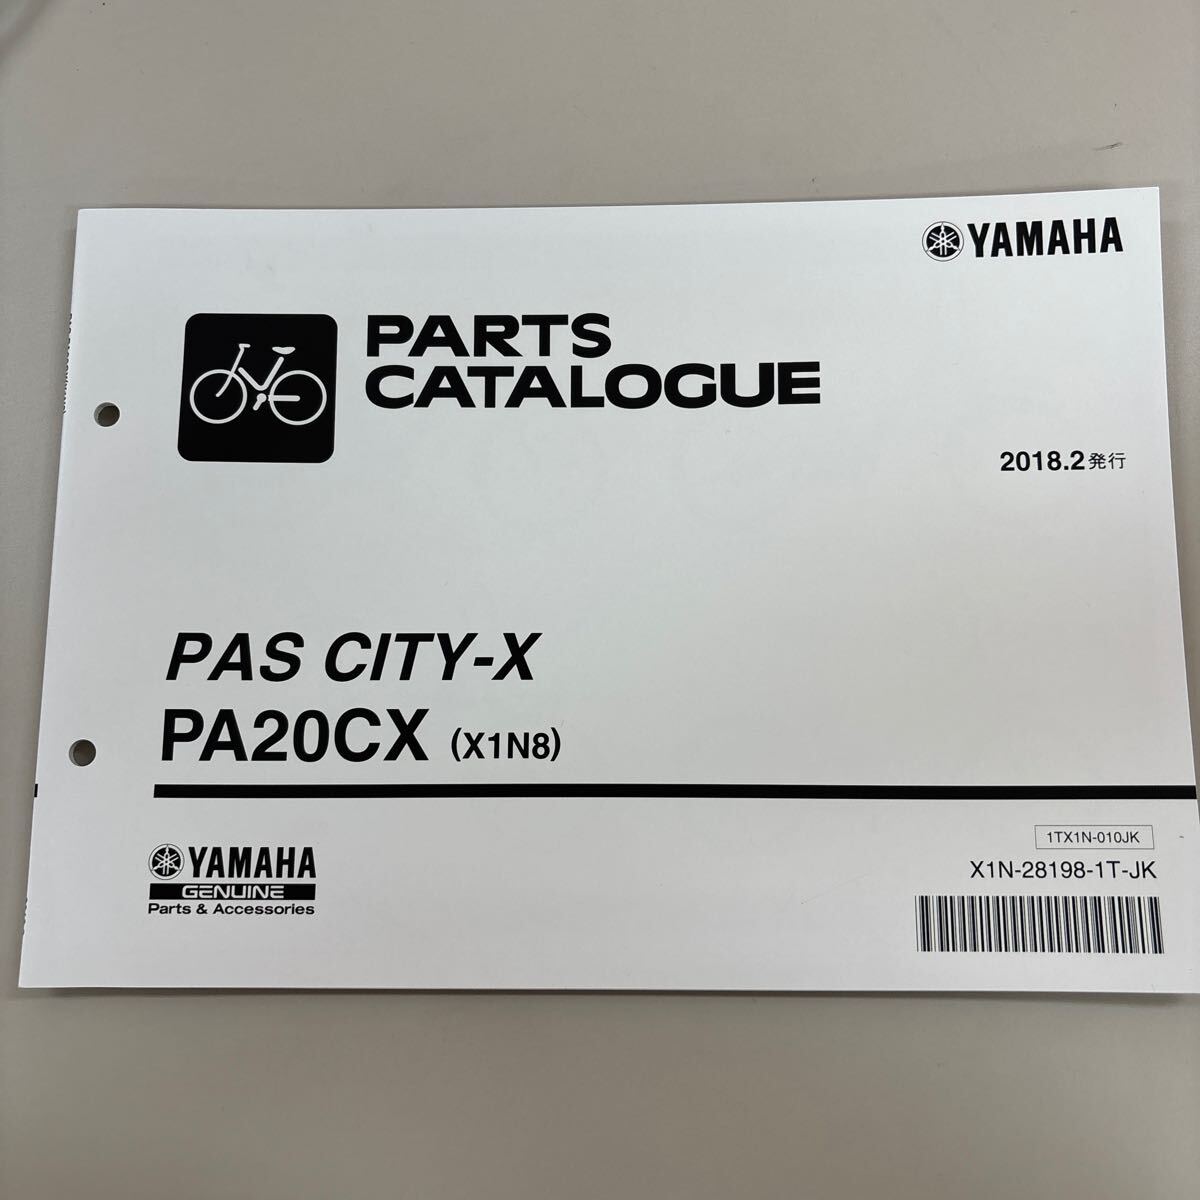 YAMAHA
PARTS
CATALOGUE
2018.2発行
PAS CITY-X
PA20CX (X1N8)
1TX1N-010JK
X1N-28198-1T-JK
YAMAHA
GENUINE
Parts & Accessories